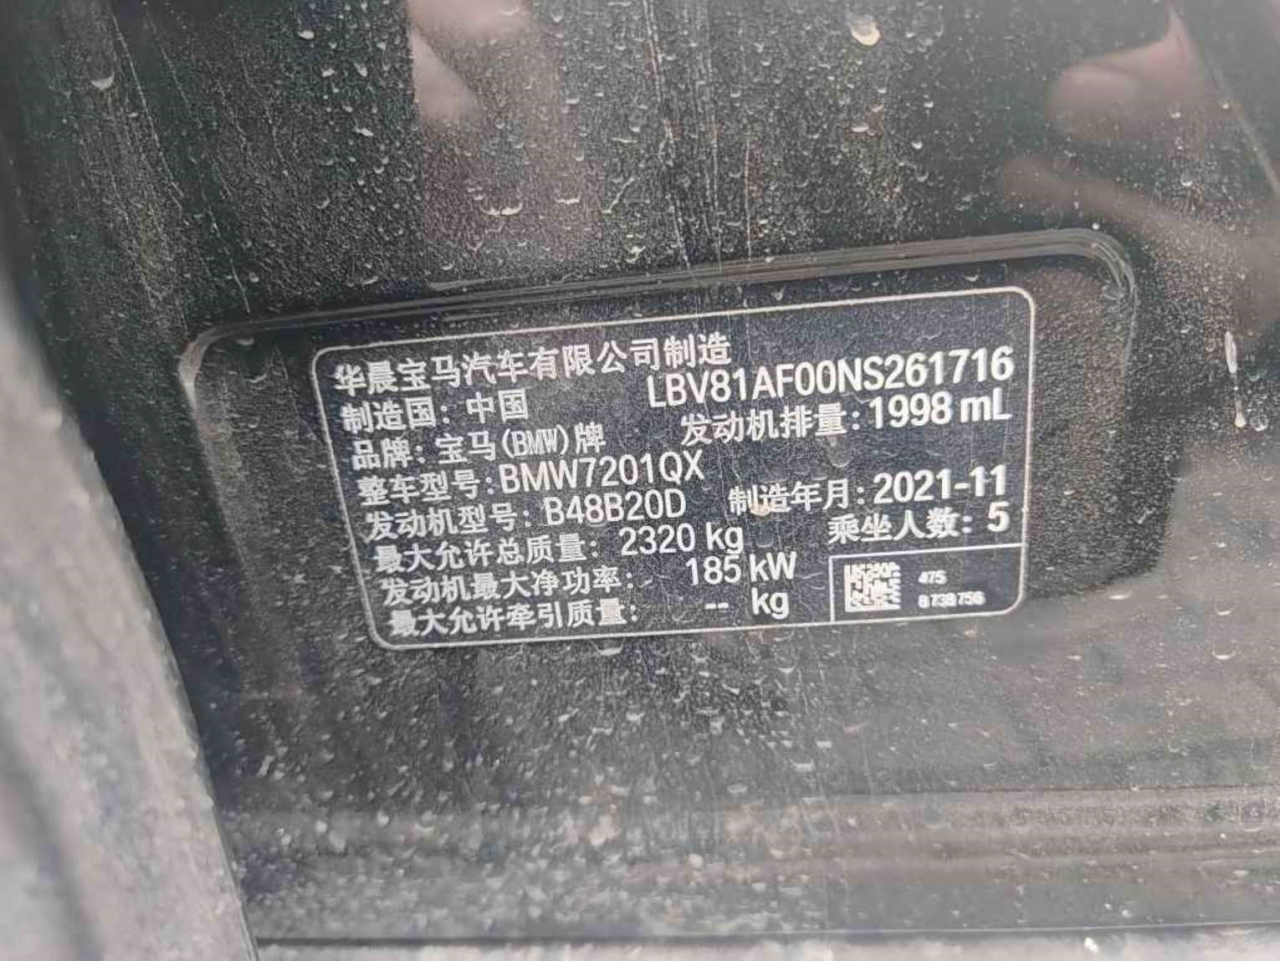 华晨宝马汽车有限公司制造
LBV81AF00NS261716
制造国：中国
发动机排量：1998 mL
品牌：宝马(BMW)牌
整车型号：BMW7201QX
制造年月：2021-11
发动机型号：B48B20D
乘坐人数：5
最大允许总质量：2320 kg
发动机最大净功率：185 kW
最大允许牵引质量：-- kg
475
8 738 756